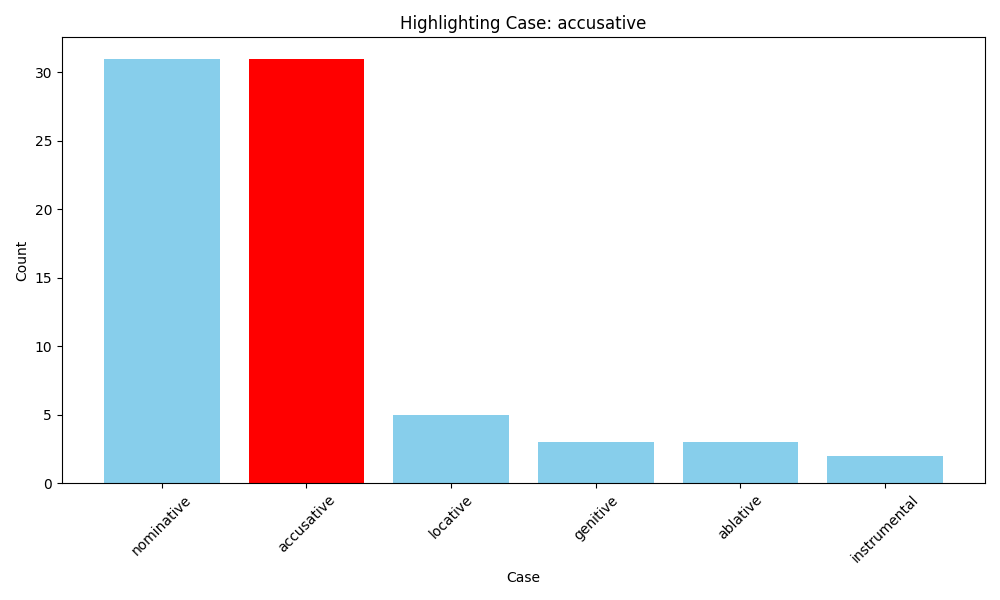 Highlighting Case: accusative
Count
30
25
20
15
10
5
0
nominative
accusative
locative
genitive
ablative
instrumental
Case